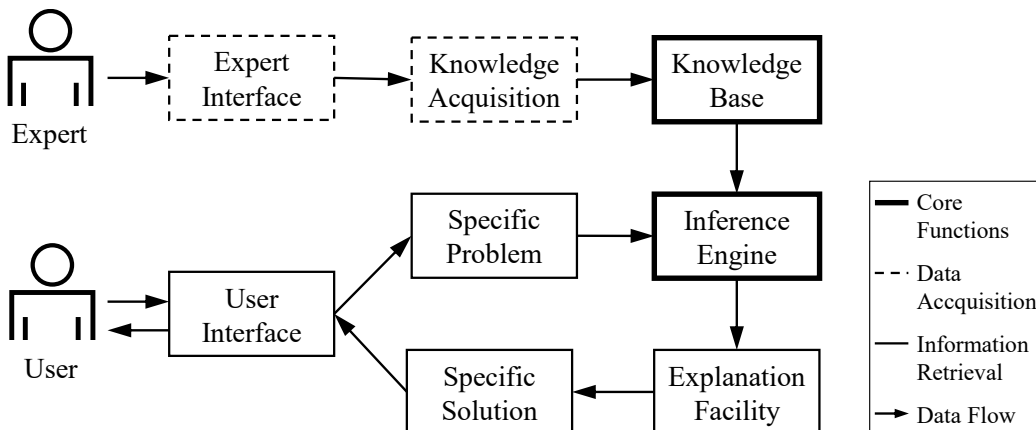 Expert
Interface
Knowledge
Acquisition
Knowledge
Base
Expert
Specific
Problem
Inference
Engine
User
Interface
User
Specific
Solution
Explanation
Facility
Core
Functions
Data
Accquisition
Information
Retrieval
Data Flow